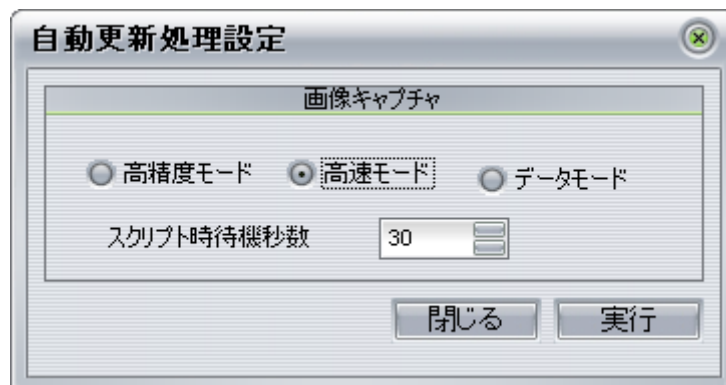 自動更新処理設定
画像キャプチャ
高精度モード 高速モード データモード
スクリプト時待機秒数 30
閉じる 実行